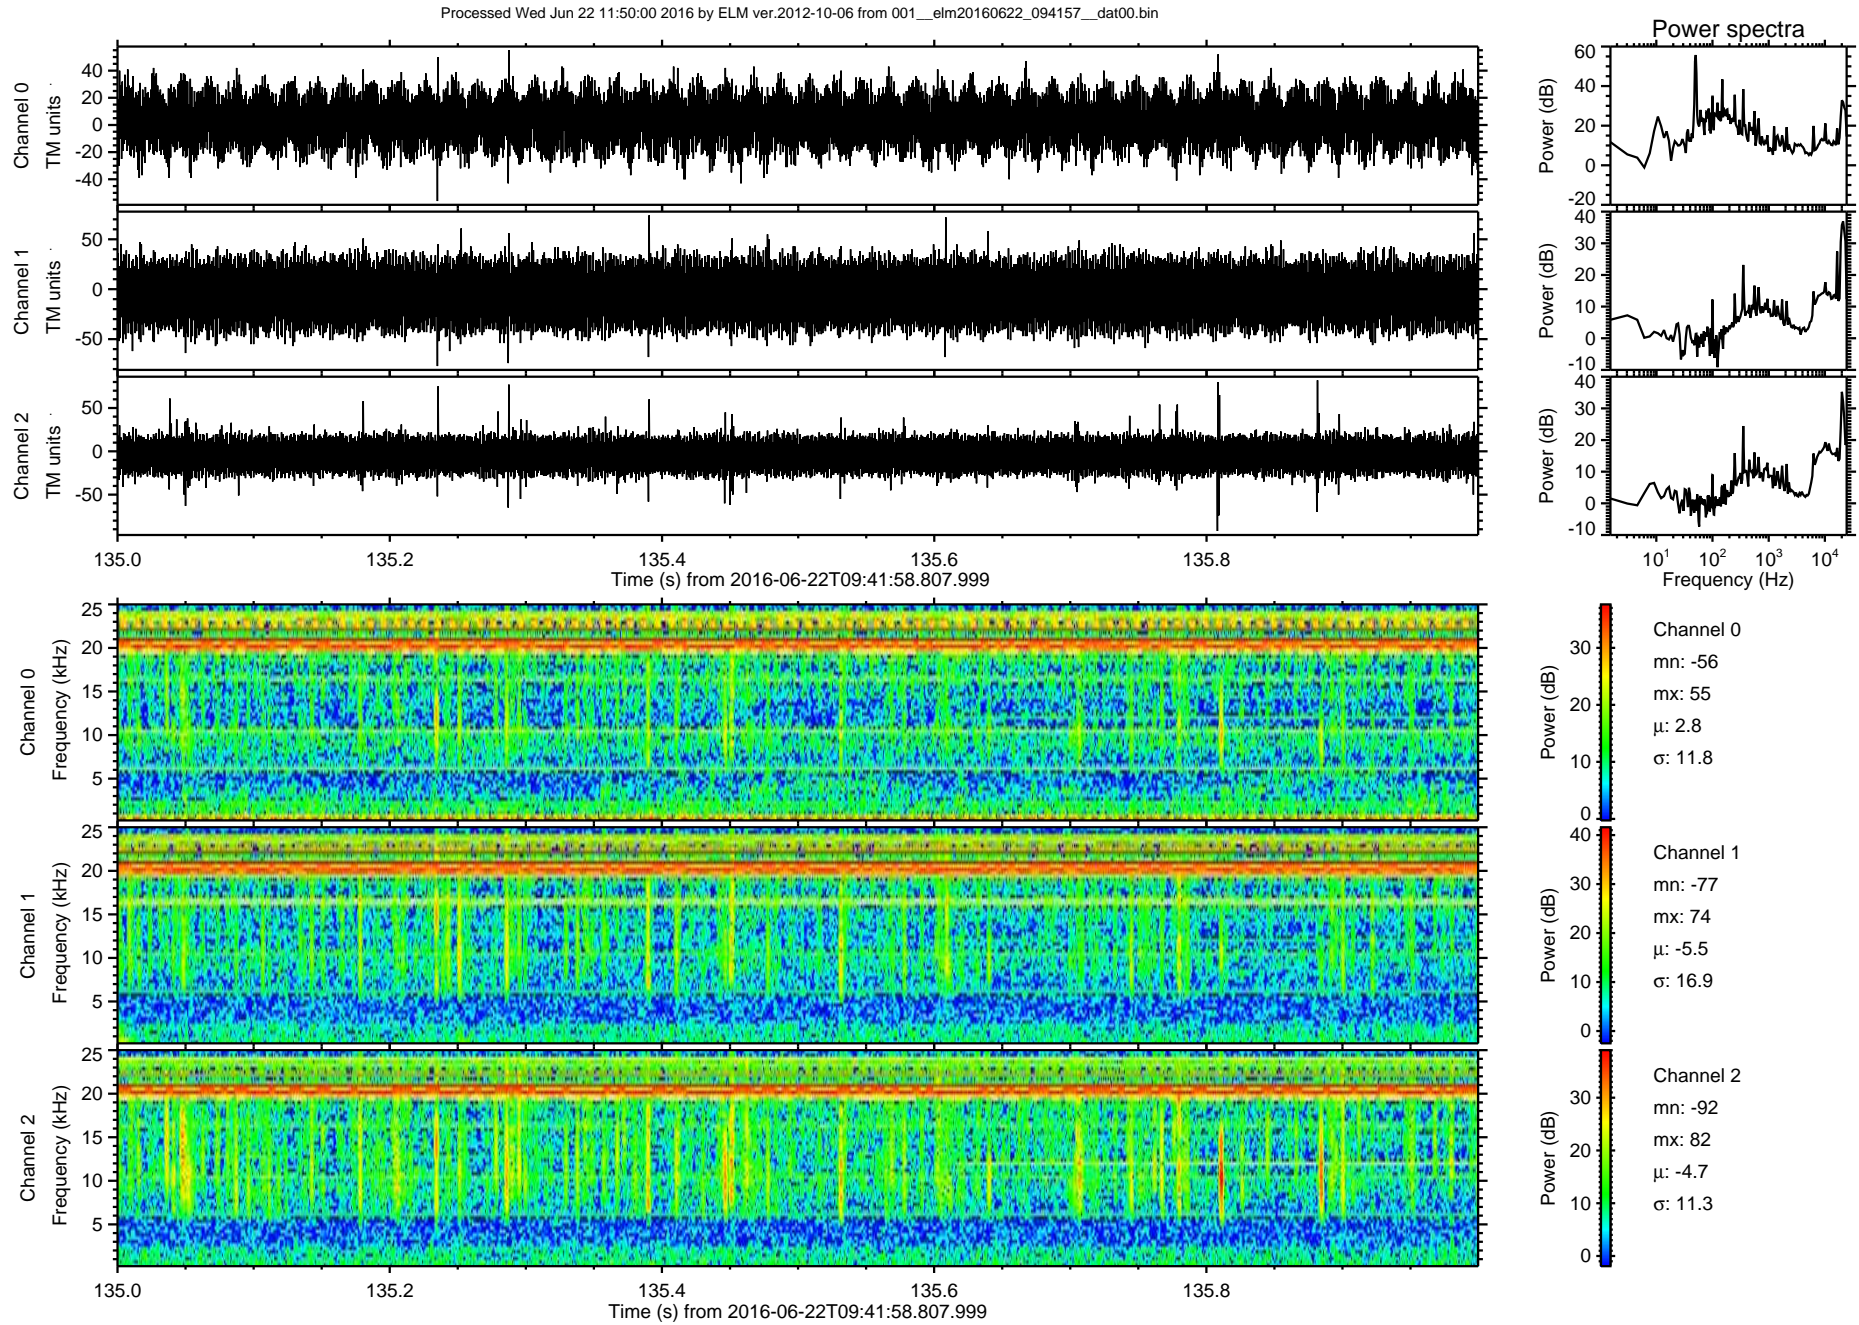 Processed Wed Jun 22 11:50:00 2016 by ELM ver.2012-10-06 from 001__elm20160622_094157__dat00.bin
Power spectra
Channel 0
TM units
40
20
0
-20
-40
Power (dB)
60
40
20
0
-20
Channel 1
TM units
50
0
-50
Power (dB)
40
30
20
10
0
-10
Channel 2
TM units
50
0
-50
Power (dB)
40
30
20
10
0
-10
135.0 135.2 135.4 135.6 135.8
Time (s) from 2016-06-22T09:41:58.807.999
10¹ 10² 10³ 10⁴
Frequency (Hz)
Channel 0
Frequency (kHz)
25
20
15
10
5
Power (dB)
30
20
10
0
Channel 0
mn: -56
mx: 55
µ: 2.8
σ: 11.8
Channel 1
Frequency (kHz)
25
20
15
10
5
Power (dB)
40
30
20
10
0
Channel 1
mn: -77
mx: 74
µ: -5.5
σ: 16.9
Channel 2
Frequency (kHz)
25
20
15
10
5
Power (dB)
30
20
10
0
Channel 2
mn: -92
mx: 82
µ: -4.7
σ: 11.3
135.0 135.2 135.4 135.6 135.8
Time (s) from 2016-06-22T09:41:58.807.999